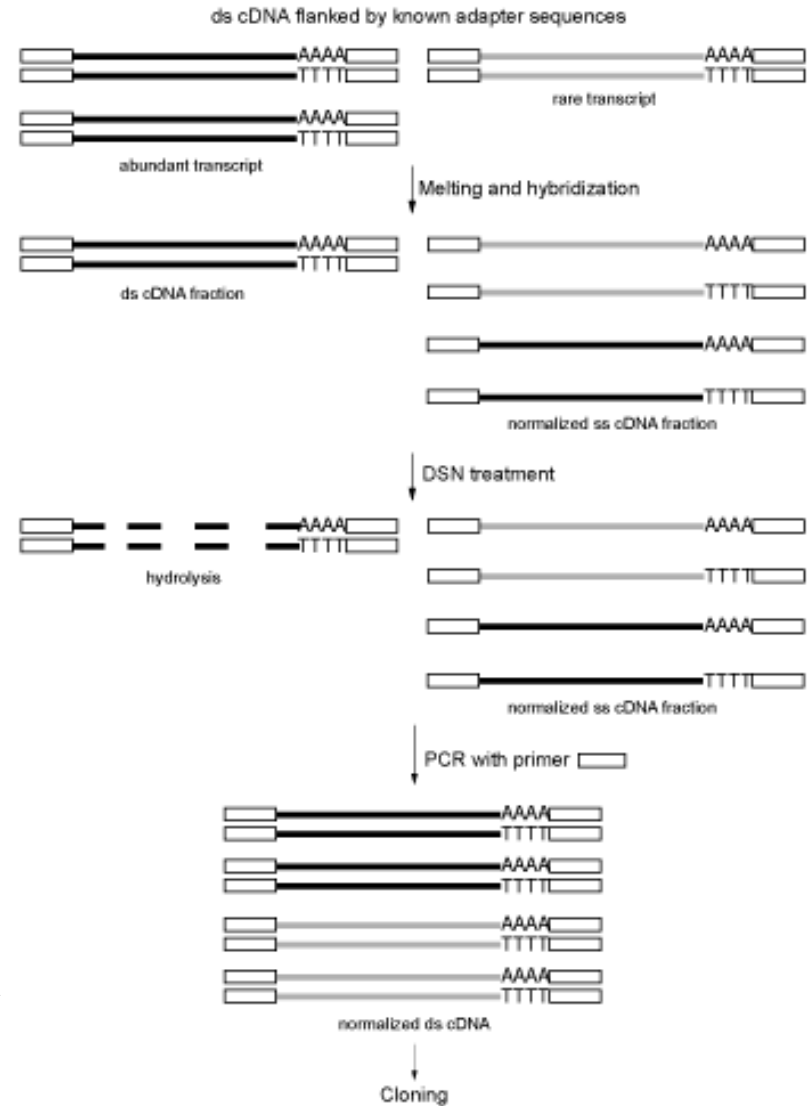 ds cDNA flanked by known adapter sequences
AAAA AAAA
TTTT TTTT
rare transcript
AAAA
TTTT
abundant transcript
Melting and hybridization
AAAA AAAA
TTTT
ds cDNA fraction
TTTT
AAAA
TTTT
normalized ss cDNA fraction
DSN treatment
AAAA AAAA
TTTT
hydrolysis
TTTT
AAAA
TTTT
normalized ss cDNA fraction
PCR with primer
AAAA
TTTT
AAAA
TTTT
AAAA
TTTT
AAAA
TTTT
normalized ds cDNA
Cloning